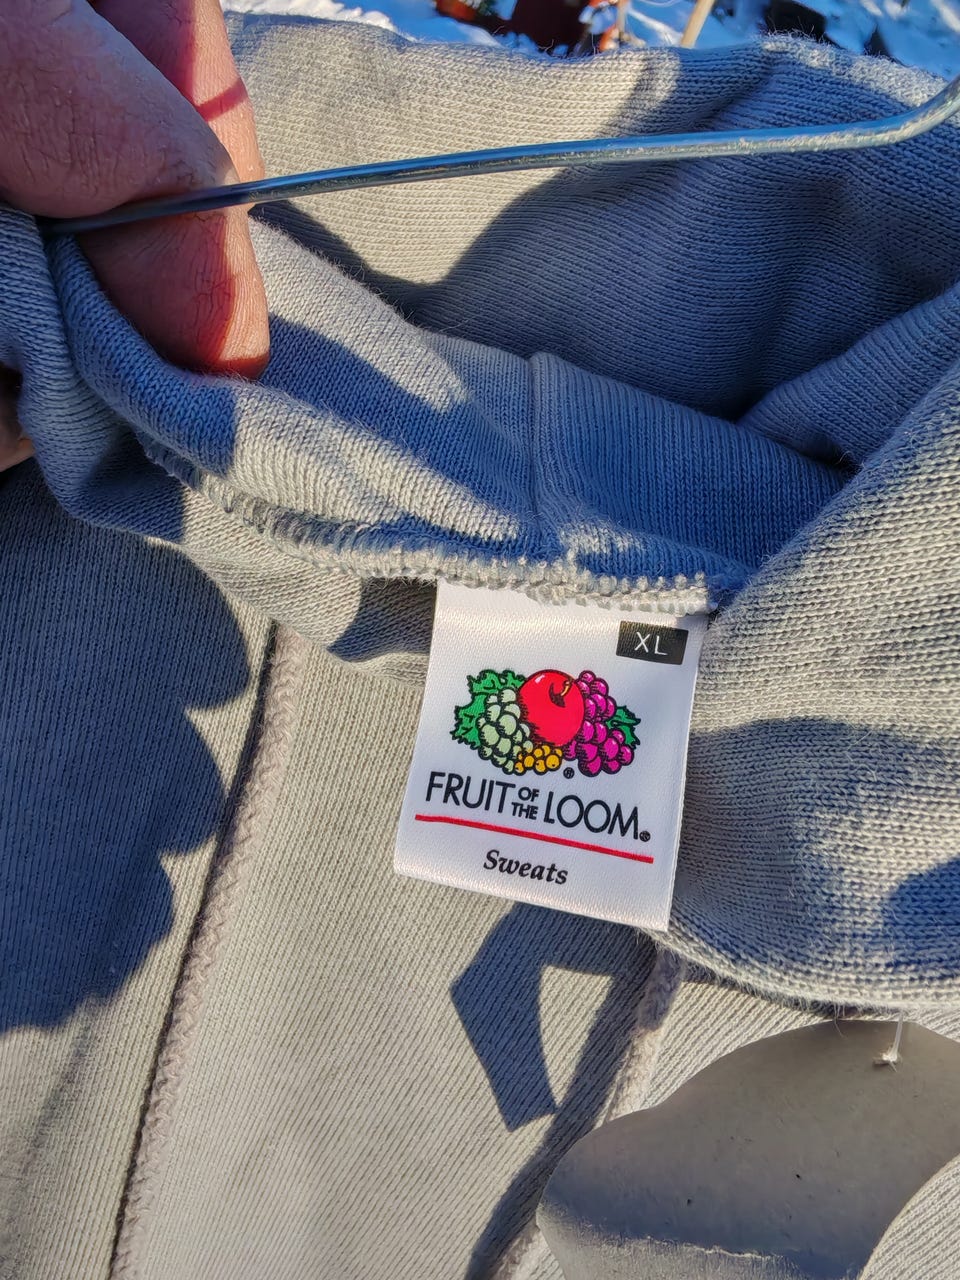 XL
®
FRUIT OF THE LOOM®
Sweats